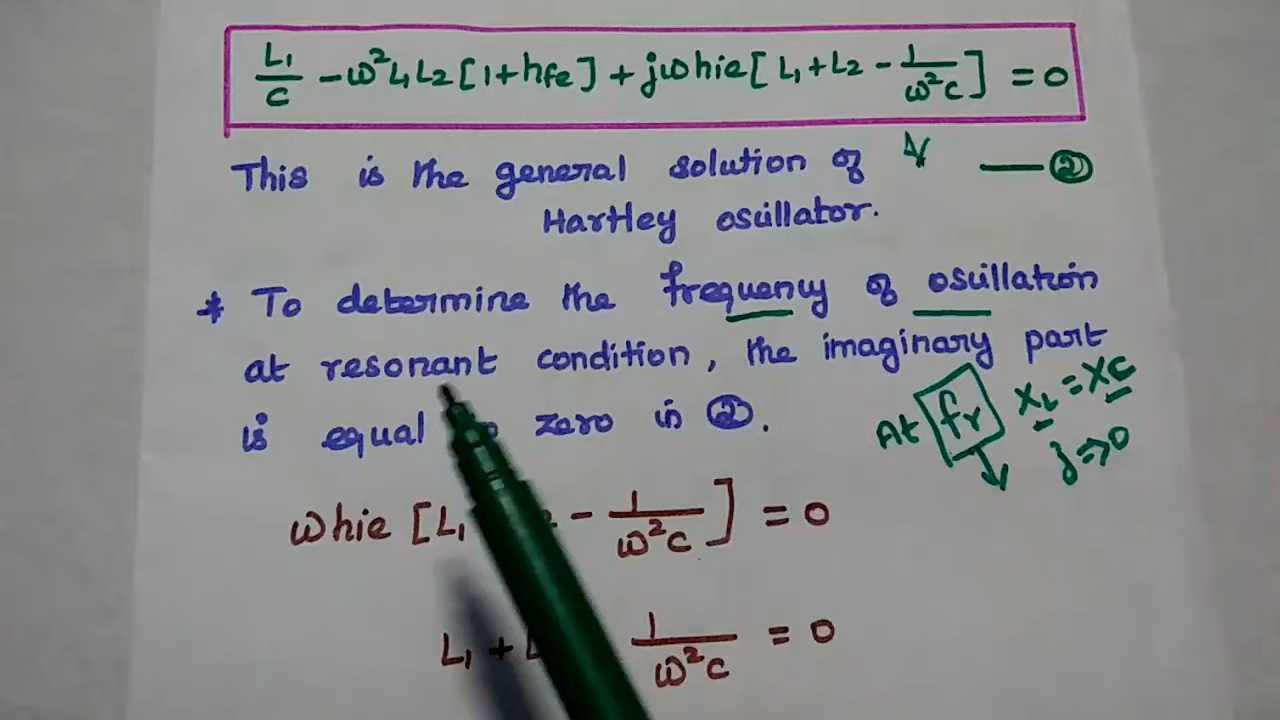 L₁/C - ω²L₁L₂[1+hfe] + jωhie[L₁+L₂ - 1/ω²C] = 0
This is the general solution of — ②
Hartley oscillator.
* To determine the frequency of oscillation
at resonant condition, the imaginary part
is equal zero in ②.
At fr XL = XC
j ⇒ 0
ωhie [L₁ - 1/ω²C] = 0
L₁ + 1/ω²C = 0